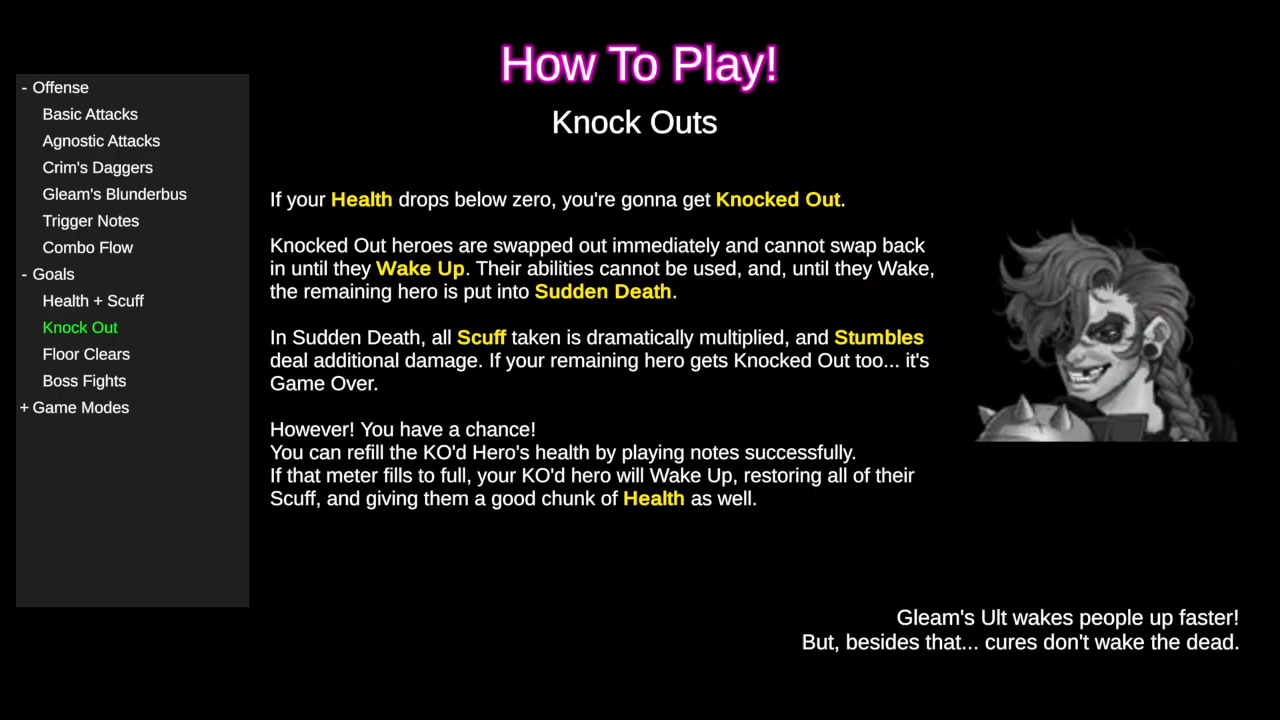 How To Play!
Knock Outs
- Offense
Basic Attacks
Agnostic Attacks
Crim's Daggers
Gleam's Blunderbus
Trigger Notes
Combo Flow
- Goals
Health + Scuff
Knock Out
Floor Clears
Boss Fights
+ Game Modes
If your Health drops below zero, you're gonna get Knocked Out.
Knocked Out heroes are swapped out immediately and cannot swap back
in until they Wake Up. Their abilities cannot be used, and, until they Wake,
the remaining hero is put into Sudden Death.
In Sudden Death, all Scuff taken is dramatically multiplied, and Stumbles
deal additional damage. If your remaining hero gets Knocked Out too... it's
Game Over.
However! You have a chance!
You can refill the KO'd Hero's health by playing notes successfully.
If that meter fills to full, your KO'd hero will Wake Up, restoring all of their
Scuff, and giving them a good chunk of Health as well.
Gleam's Ult wakes people up faster!
But, besides that... cures don't wake the dead.